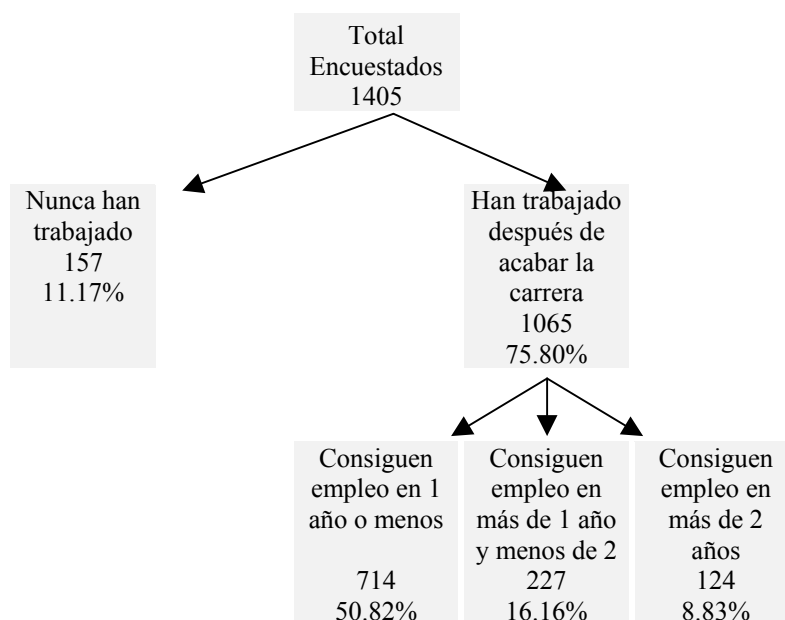 Total
Encuestados
1405
Nunca han
trabajado
157
11.17%
Han trabajado
después de
acabar la
carrera
1065
75.80%
Consiguen
empleo en 1
año o menos
714
50.82%
Consiguen
empleo en
más de 1 año
y menos de 2
227
16.16%
Consiguen
empleo en
más de 2
años
124
8.83%